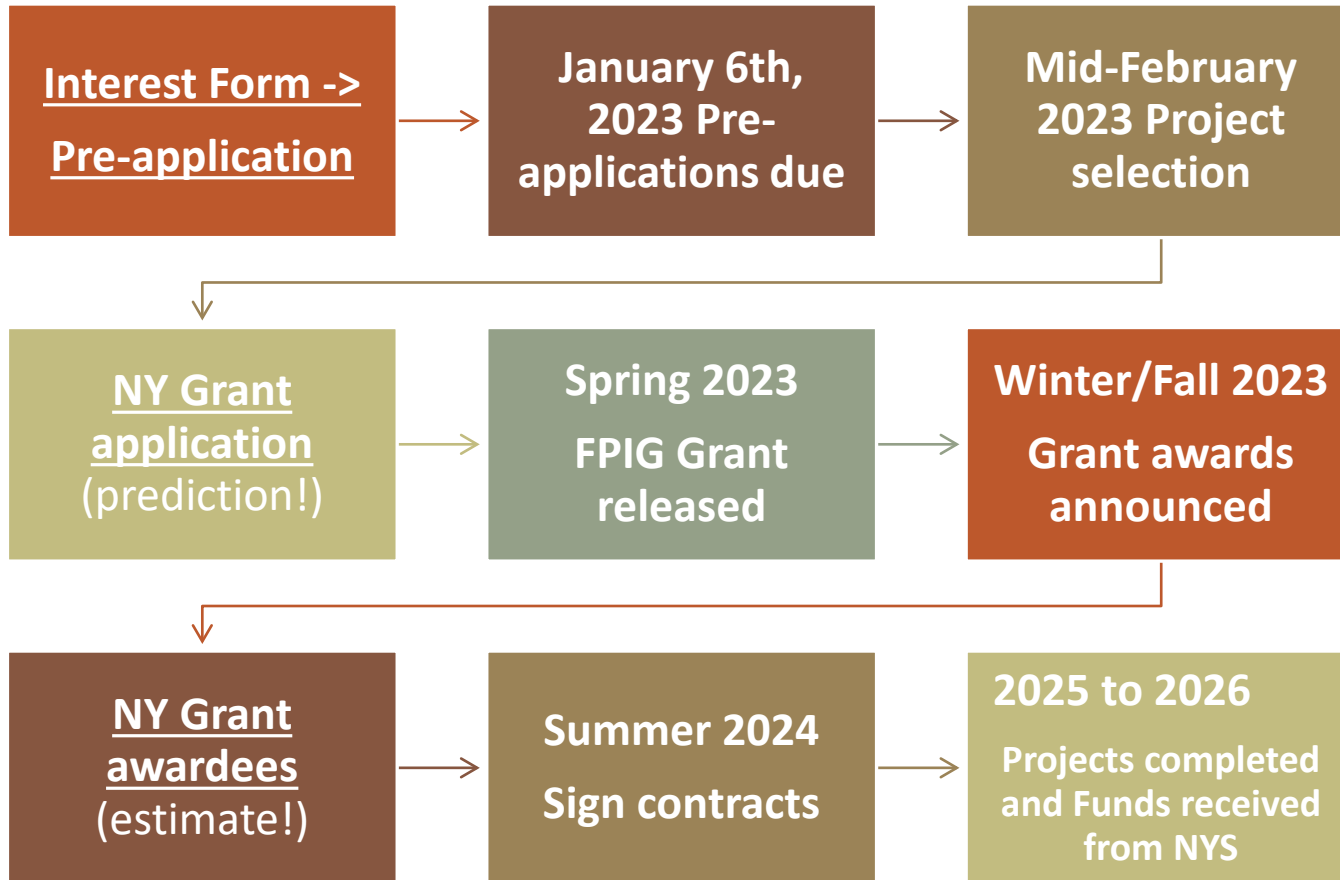 Interest Form ->
Pre-application
January 6th,
2023 Pre-
applications due
Mid-February
2023 Project
selection
NY Grant
application
(prediction!)
Spring 2023
FPIG Grant
released
Winter/Fall 2023
Grant awards
announced
NY Grant
awardees
(estimate!)
Summer 2024
Sign contracts
2025 to 2026
Projects completed
and Funds received
from NYS